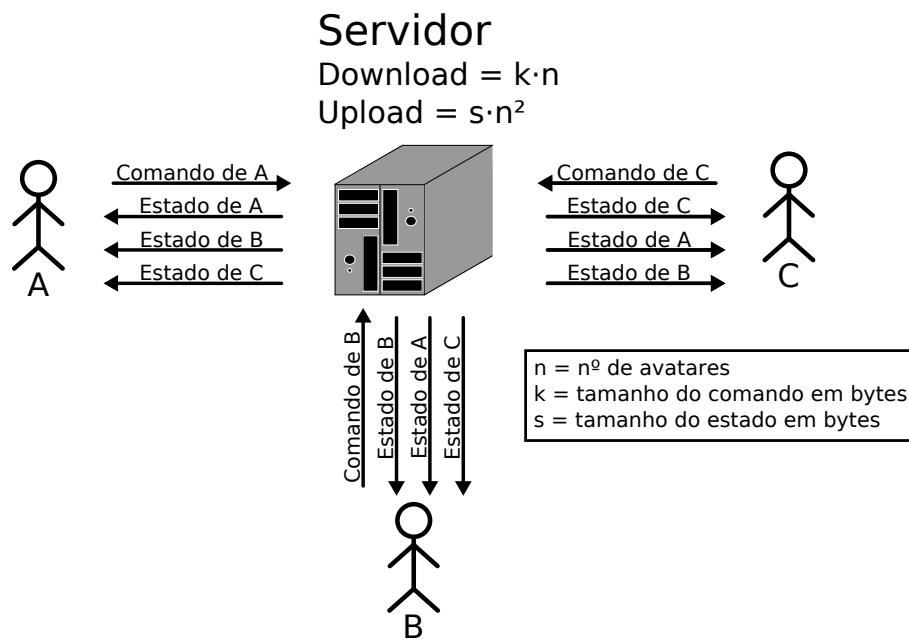 Servidor
Download = k·n
Upload = s·n²
Comando de A
Estado de A
Estado de B
Estado de C
A
Comando de C
Estado de C
Estado de A
Estado de B
C
Comando de B
Estado de B
Estado de A
Estado de C
B
n = nº de avatares
k = tamanho do comando em bytes
s = tamanho do estado em bytes